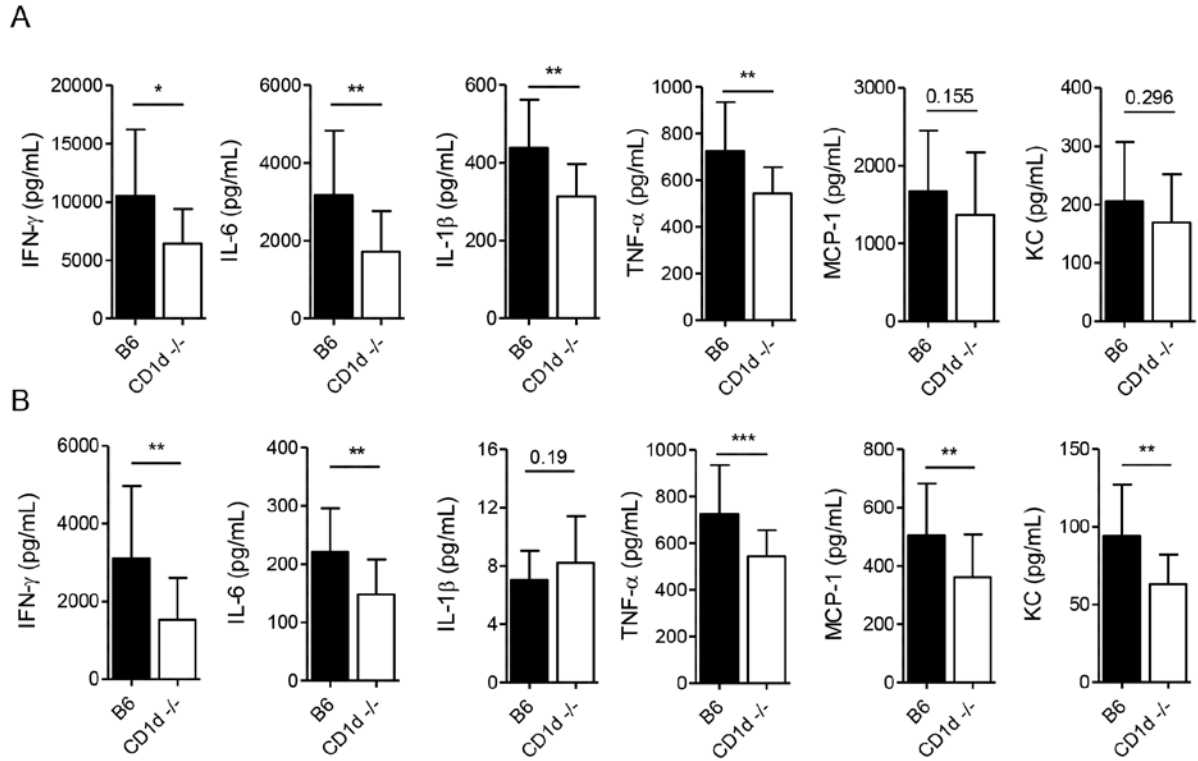 A
IFN-γ (pg/mL)
20000
15000
10000
5000
0
*
B6
CD1d -/-
IL-6 (pg/mL)
6000
4000
2000
0
**
B6
CD1d -/-
IL-1β (pg/mL)
600
400
200
0
**
B6
CD1d -/-
TNF-α (pg/mL)
1000
800
600
400
200
0
**
B6
CD1d -/-
MCP-1 (pg/mL)
3000
2000
1000
0
0.155
B6
CD1d -/-
KC (pg/mL)
400
300
200
100
0
0.296
B6
CD1d -/-
B
IFN-γ (pg/mL)
6000
4000
2000
0
**
B6
CD1d -/-
IL-6 (pg/mL)
400
300
200
100
0
**
B6
CD1d -/-
IL-1β (pg/mL)
16
12
8
4
0
0.19
B6
CD1d -/-
TNF-α (pg/mL)
1000
800
600
400
200
0
***
B6
CD1d -/-
MCP-1 (pg/mL)
800
600
400
200
0
**
B6
CD1d -/-
KC (pg/mL)
150
100
50
0
**
B6
CD1d -/-